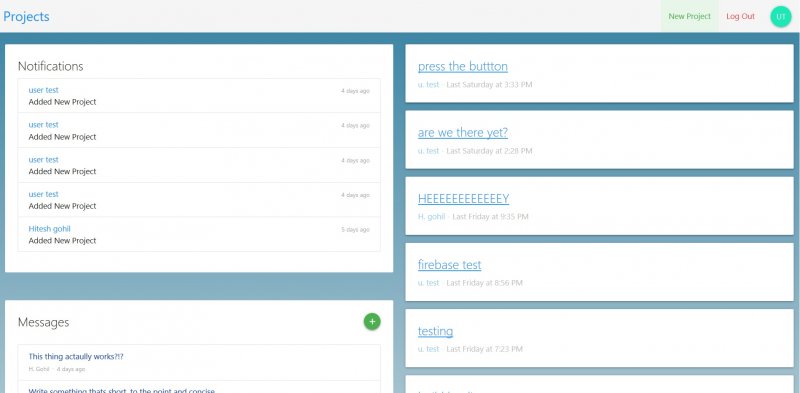 Projects
New Project
Log Out
UT
Notifications
user test
4 days ago
Added New Project
user test
4 days ago
Added New Project
user test
4 days ago
Added New Project
user test
4 days ago
Added New Project
Hitesh gohil
5 days ago
Added New Project
Messages
+
This thing actaully works?!?
H. Gohil - 4 days ago
Write something thats short, to the point and concise
press the buttton
u. test - Last Saturday at 3:33 PM
are we there yet?
u. test - Last Saturday at 2:28 PM
HEEEEEEEEEEEY
H. gohil - Last Friday at 9:35 PM
firebase test
u. test - Last Friday at 8:56 PM
testing
u. test - Last Friday at 7:23 PM